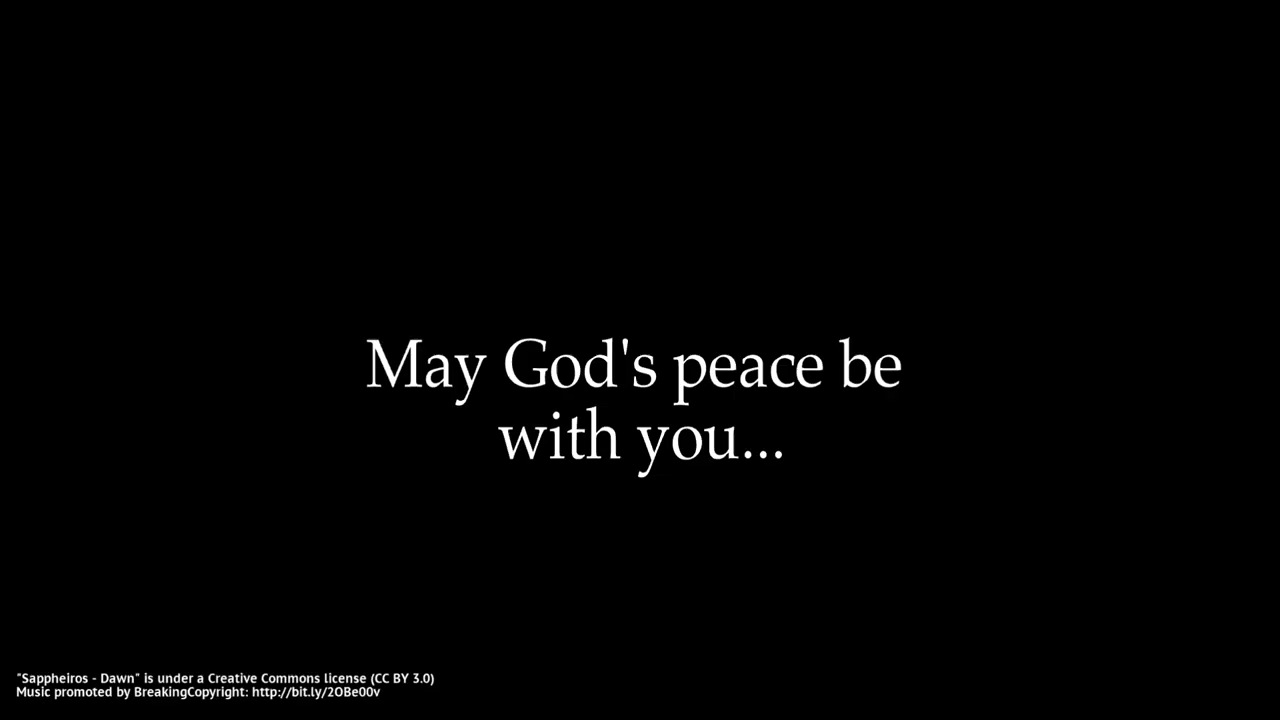 May God's peace be
with you...
"Sappheiros - Dawn" is under a Creative Commons license (CC BY 3.0)
Music promoted by BreakingCopyright: http://bit.ly/2OBe00v